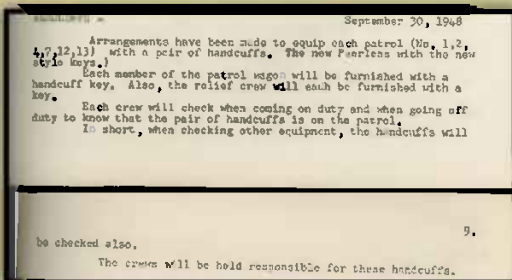 September 30, 1948
Arrangements have been made to equip each patrol (No. 1,2,
4,7,12,13) with a pair of handcuffs. The new Peerless with the new
style keys.)
Each member of the patrol wagon will be furnished with a
handcuff key. Also, the relief crew will each be furnished with a
key.
Each crew will check when coming on duty and when going off
duty to know that the pair of handcuffs is on the patrol.
In short, when checking other equipment, the handcuffs will
9.
be checked also.
The crews will be held responsible for these handcuffs.